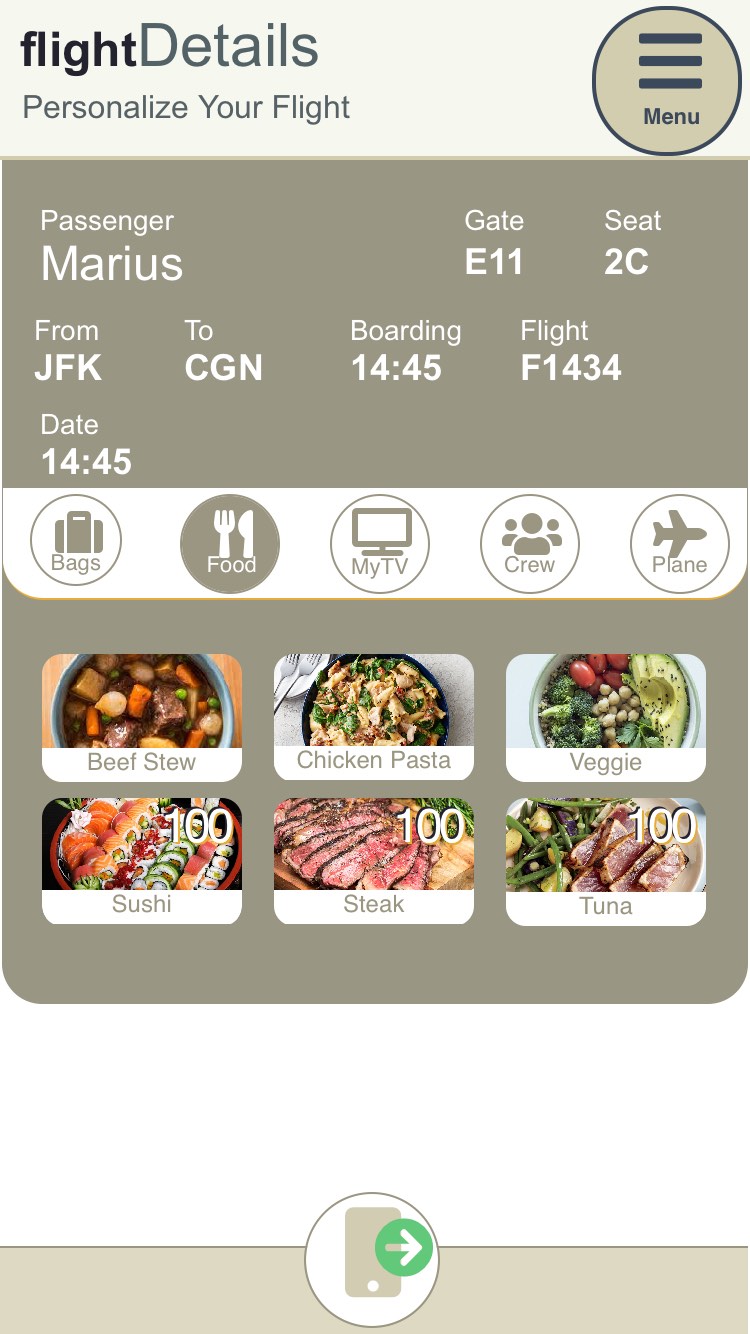 flightDetails
Personalize Your Flight
Menu
Passenger
Marius
Gate
E11
Seat
2C
From
JFK
To
CGN
Boarding
14:45
Flight
F1434
Date
14:45
Bags
Food
MyTV
Crew
Plane
Beef Stew
Chicken Pasta
Veggie
100
Sushi
100
Steak
100
Tuna